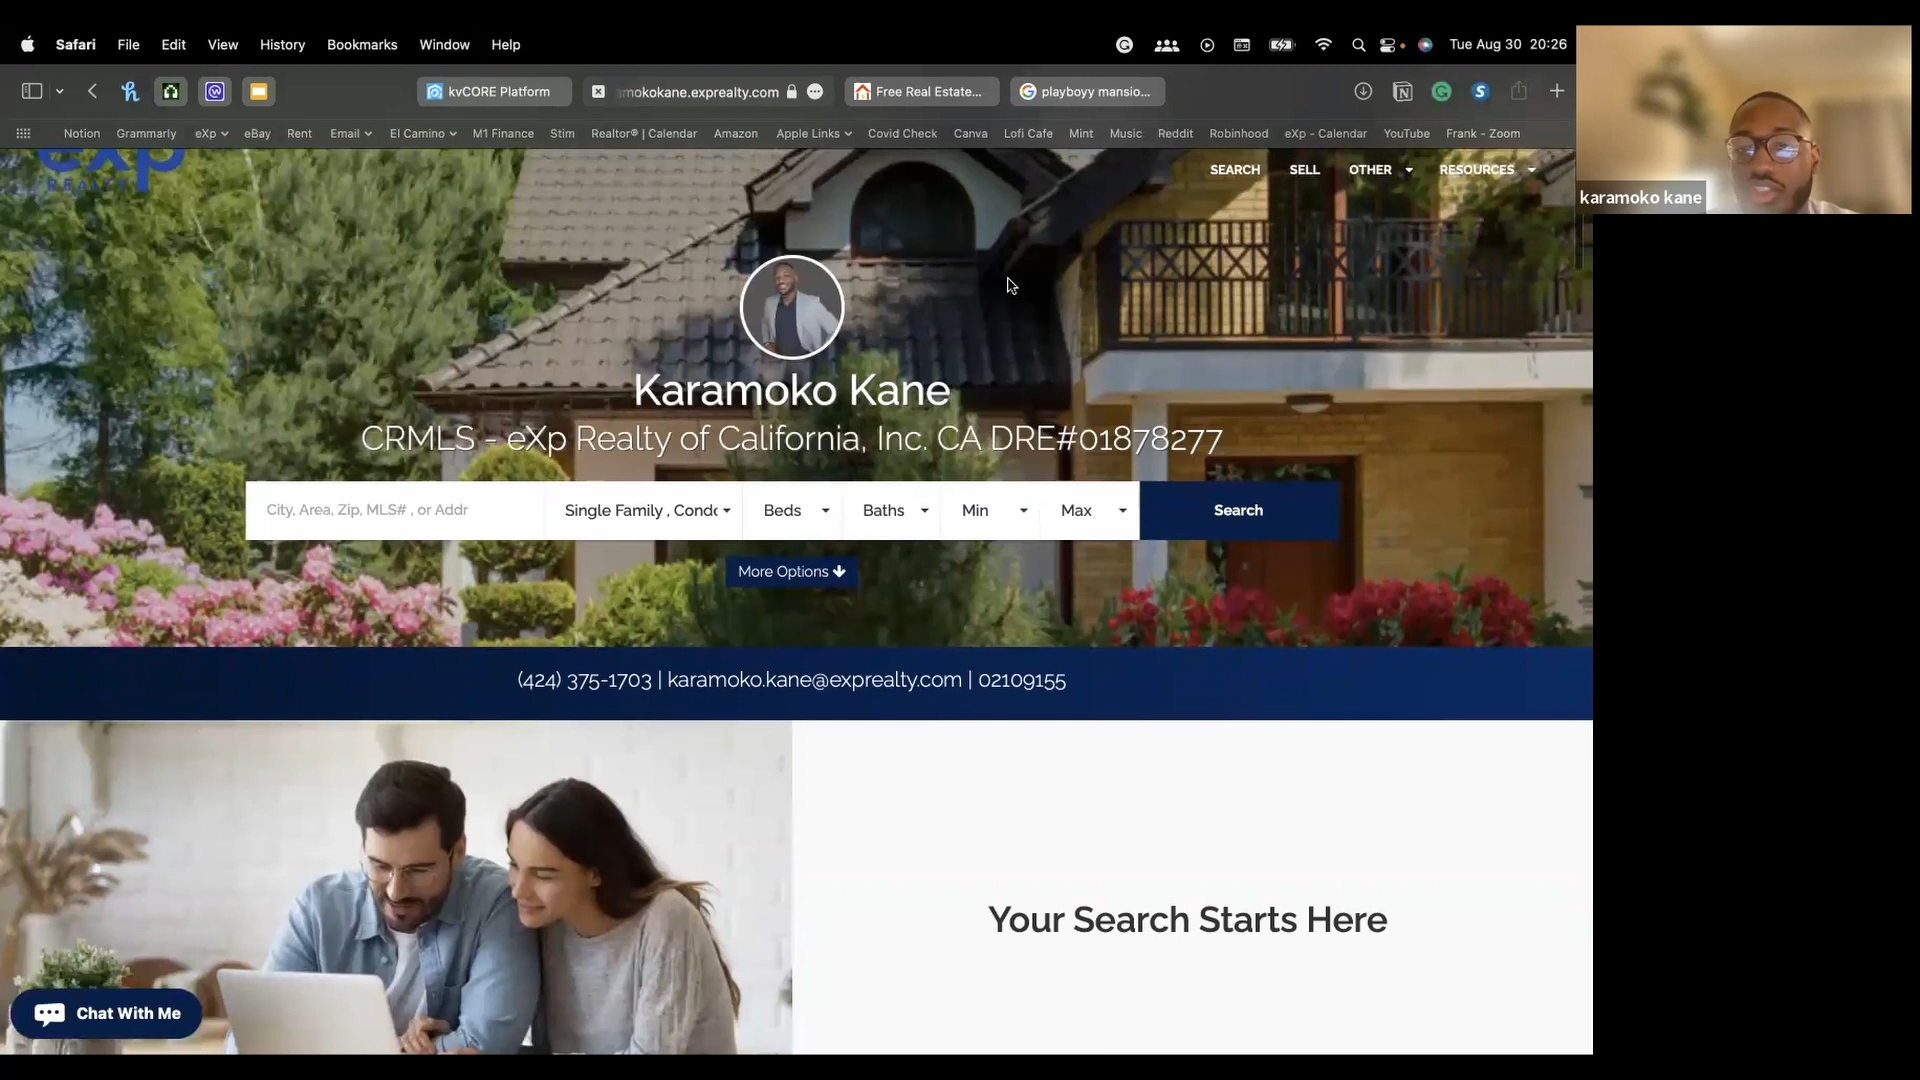 Safari File Edit View History Bookmarks Window Help Tue Aug 30 20:26
kvCORE Platform mokokane.exprealty.com Free Real Estate... playboyy mansio...
Notion Grammarly eXp eBay Rent Email El Camino M1 Finance Stim Realtor® | Calendar Amazon Apple Links Covid Check Canva Lofi Cafe Mint Music Reddit Robinhood eXp - Calendar YouTube Frank - Zoom
karamoko kane
eXp
REALTY
SEARCH SELL OTHER RESOURCES
Karamoko Kane
CRMLS - eXp Realty of California, Inc. CA DRE#01878277
City, Area, Zip, MLS# , or Addr Single Family , Condo Beds Baths Min Max Search
More Options
(424) 375-1703 | karamoko.kane@exprealty.com | 02109155
Your Search Starts Here
Chat With Me